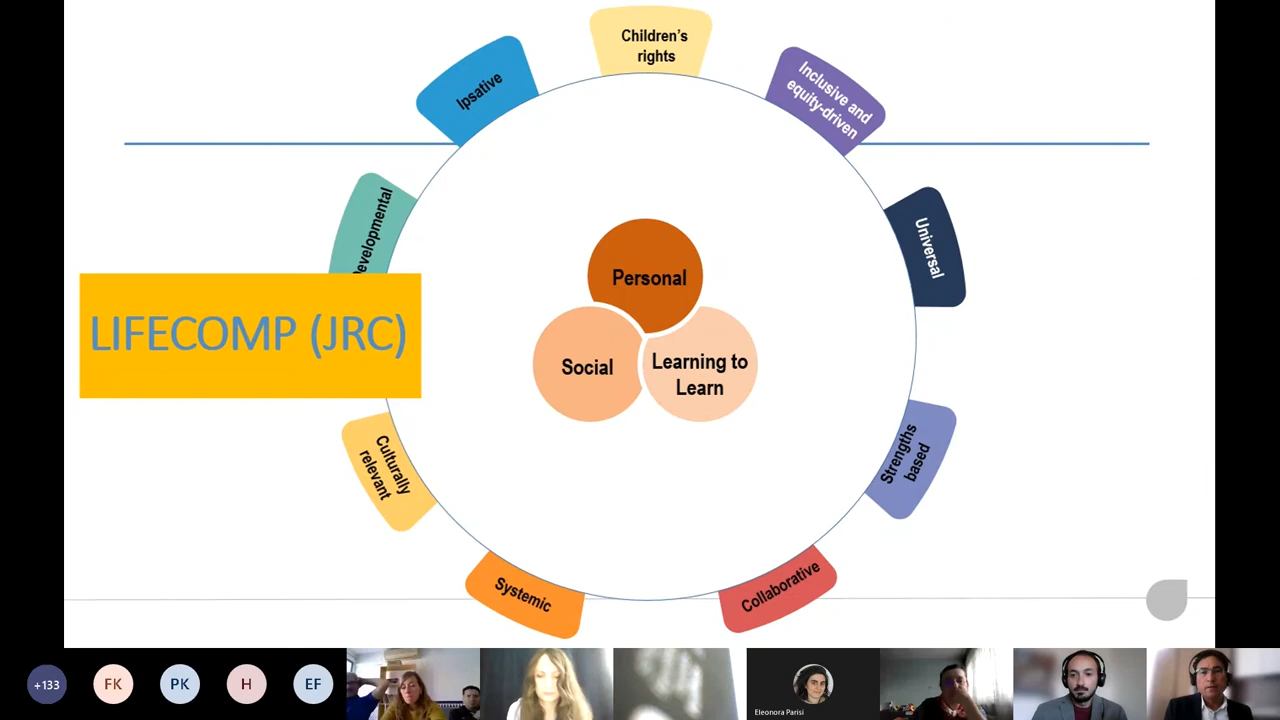 Children's
rights
Ipsative
Inclusive and
equity-driven
Developmental
Universal
Personal
LIFECOMP (JRC)
Social
Learning to
Learn
Culturally
relevant
Strengths
based
Systemic
Collaborative
+133
FK
PK
H
EF
Eleonora Parisi